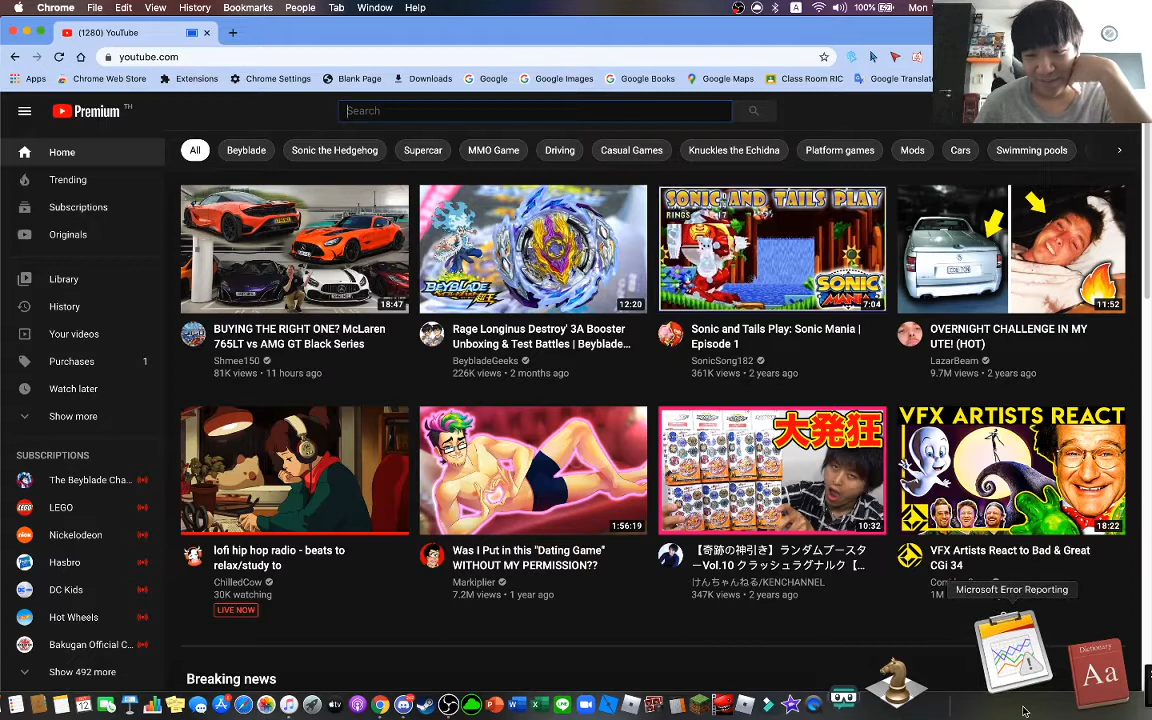 Chrome File Edit View History Bookmarks People Tab Window Help
100% Mon
(1280) YouTube
youtube.com
Apps Chrome Web Store Extensions Chrome Settings Blank Page Downloads Google Google Images Google Books Google Maps Class Room RIC Google Translat
Premium TH
Search
Home
Trending
Subscriptions
Originals
Library
History
Your videos
Purchases 1
Watch later
Show more
SUBSCRIPTIONS
The Beyblade Cha...
LEGO
Nickelodeon
Hasbro
DC Kids
Hot Wheels
Bakugan Official C...
Show 492 more
All Beyblade Sonic the Hedgehog Supercar MMO Game Driving Casual Games Knuckles the Echidna Platform games Mods Cars Swimming pools
18:47
BUYING THE RIGHT ONE? McLaren
765LT vs AMG GT Black Series
Shmee150
81K views • 11 hours ago
BEYBLADE
12:20
Rage Longinus Destroy' 3A Booster
Unboxing & Test Battles | Beyblade...
BeybladeGeeks
226K views • 2 months ago
SONIC AND TAILS PLAY
RINGS
SONIC
MANIA
7:04
Sonic and Tails Play: Sonic Mania |
Episode 1
SonicSong182
361K views • 2 years ago
11:52
OVERNIGHT CHALLENGE IN MY
UTE! (HOT)
LazarBeam
9.7M views • 2 years ago
lofi hip hop radio - beats to
relax/study to
ChilledCow
30K watching
LIVE NOW
1:56:19
Was I Put in this "Dating Game"
WITHOUT MY PERMISSION??
Markiplier
7.2M views • 1 year ago
大発狂
10:32
【奇跡の神引き】ランダムブースタ
ーVol.10 クラッシュラグナルク【...
けんちゃんねる/KENCHANNEL
347K views • 2 years ago
VFX ARTISTS REACT
18:22
VFX Artists React to Bad & Great
CGi 34
1M
Microsoft Error Reporting
Dictionary
Aa
Breaking news